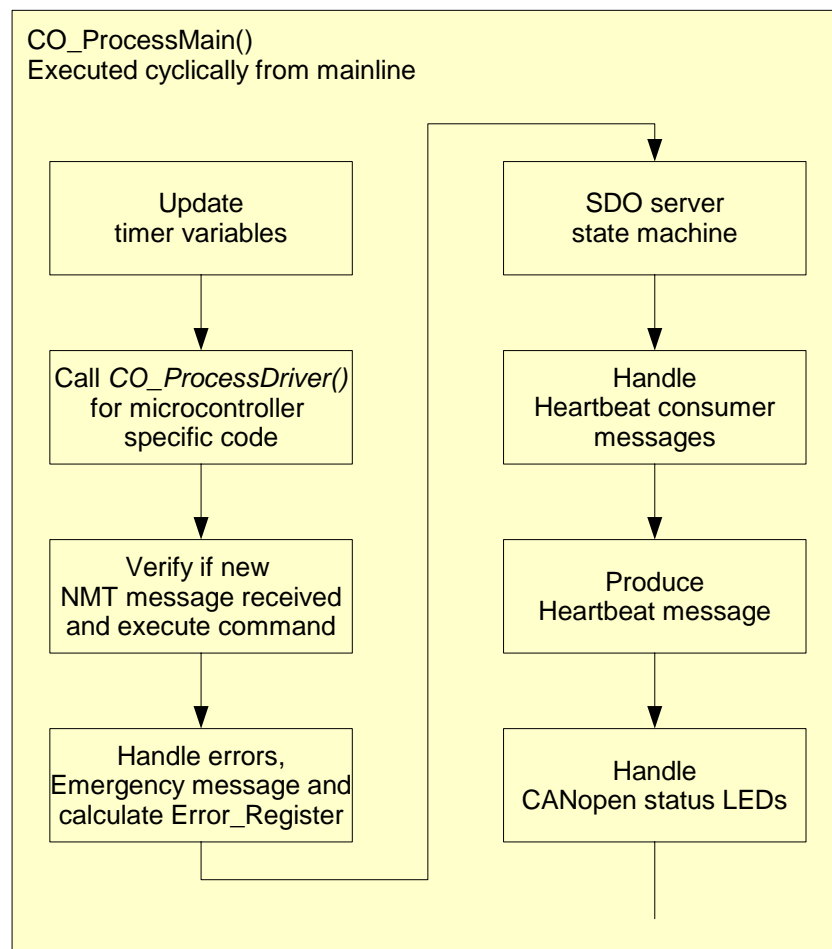 CO_ProcessMain()
Executed cyclically from mainline
Update
timer variables
Call CO_ProcessDriver()
for microcontroller
specific code
Verify if new
NMT message received
and execute command
Handle errors,
Emergency message and
calculate Error_Register
SDO server
state machine
Handle
Heartbeat consumer
messages
Produce
Heartbeat message
Handle
CANopen status LEDs